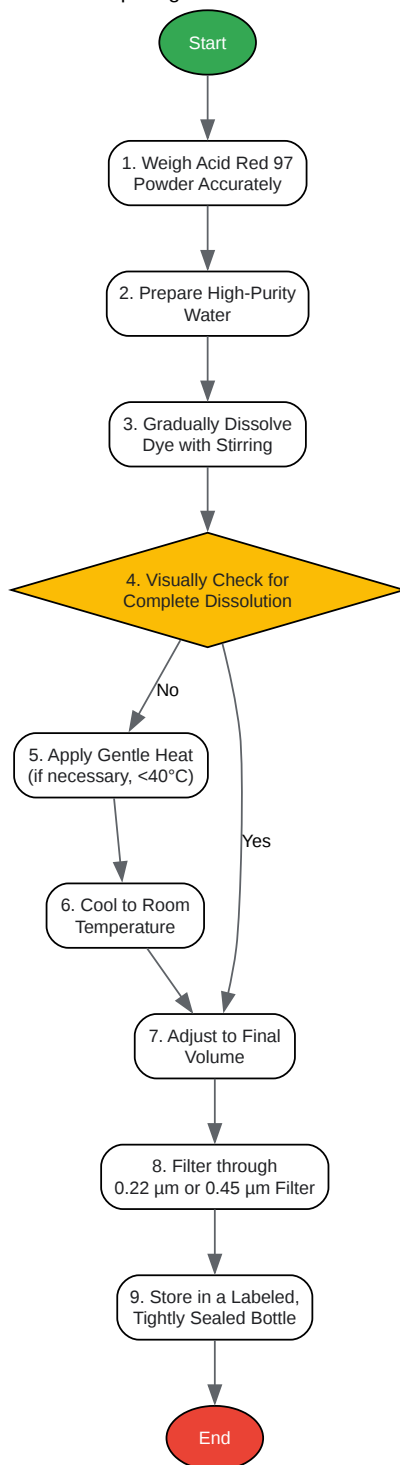 Start
1. Weigh Acid Red 97
Powder Accurately
2. Prepare High-Purity
Water
3. Gradually Dissolve
Dye with Stirring
4. Visually Check for
Complete Dissolution
No
5. Apply Gentle Heat
(if necessary, <40°C)
Yes
6. Cool to Room
Temperature
7. Adjust to Final
Volume
8. Filter through
0.22 µm or 0.45 µm Filter
9. Store in a Labeled,
Tightly Sealed Bottle
End